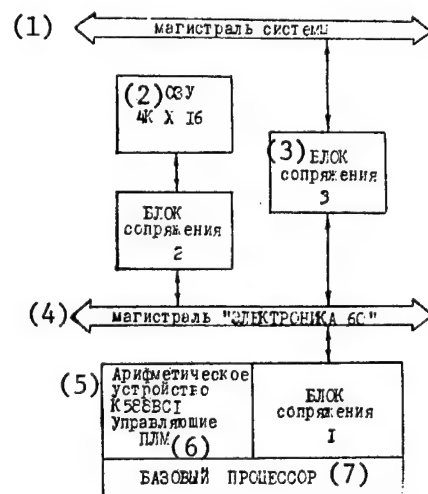 (1) магистраль системы
(2) ОЗУ
4К X 16
(3) БЛОК
сопряжения
3
БЛОК
сопряжения
2
(4) магистраль "ЭЛЕКТРОНИКА 60"
(5) Арифметическое
устройство
К588ВС1
Управляющие
ПЛМ (6)
БЛОК
сопряжения
I
БАЗОВЫЙ ПРОЦЕССОР (7)